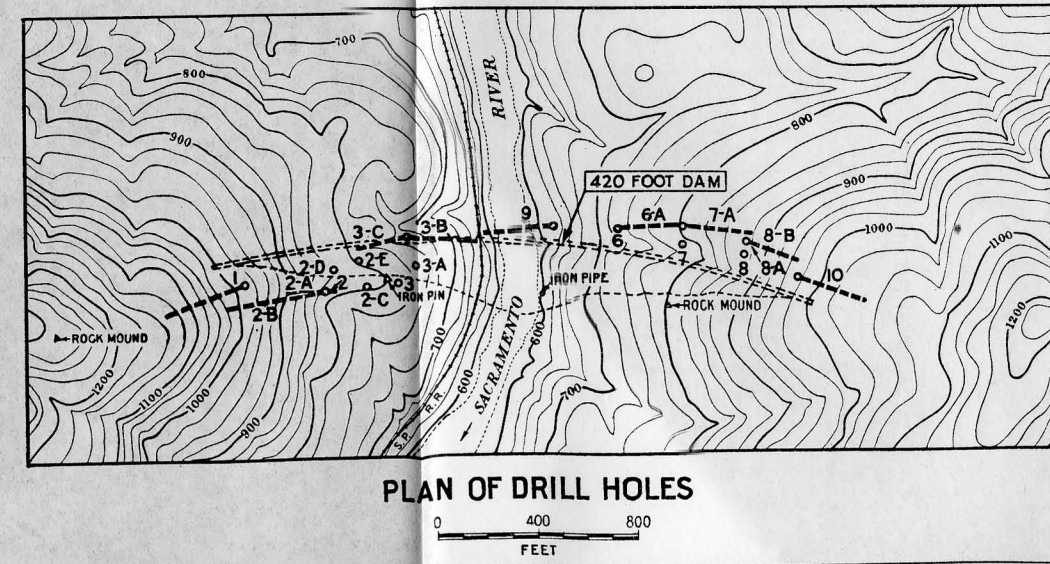 700
800
900
RIVER
800
420 FOOT DAM
900
1000
1100
9
6-A
7-A
3-C
3-B
8-B
6
7
2-E
3-A
2-D
8
8-A
10
1
2-A
2
3
IRON PIPE
2-C
IRON PIN
2-B
ROCK MOUND
ROCK MOUND
SACRAMENTO
600
700
1200
1200
1100
1000
900
600
700
S.P. R.R.
PLAN OF DRILL HOLES
0 400 800
FEET